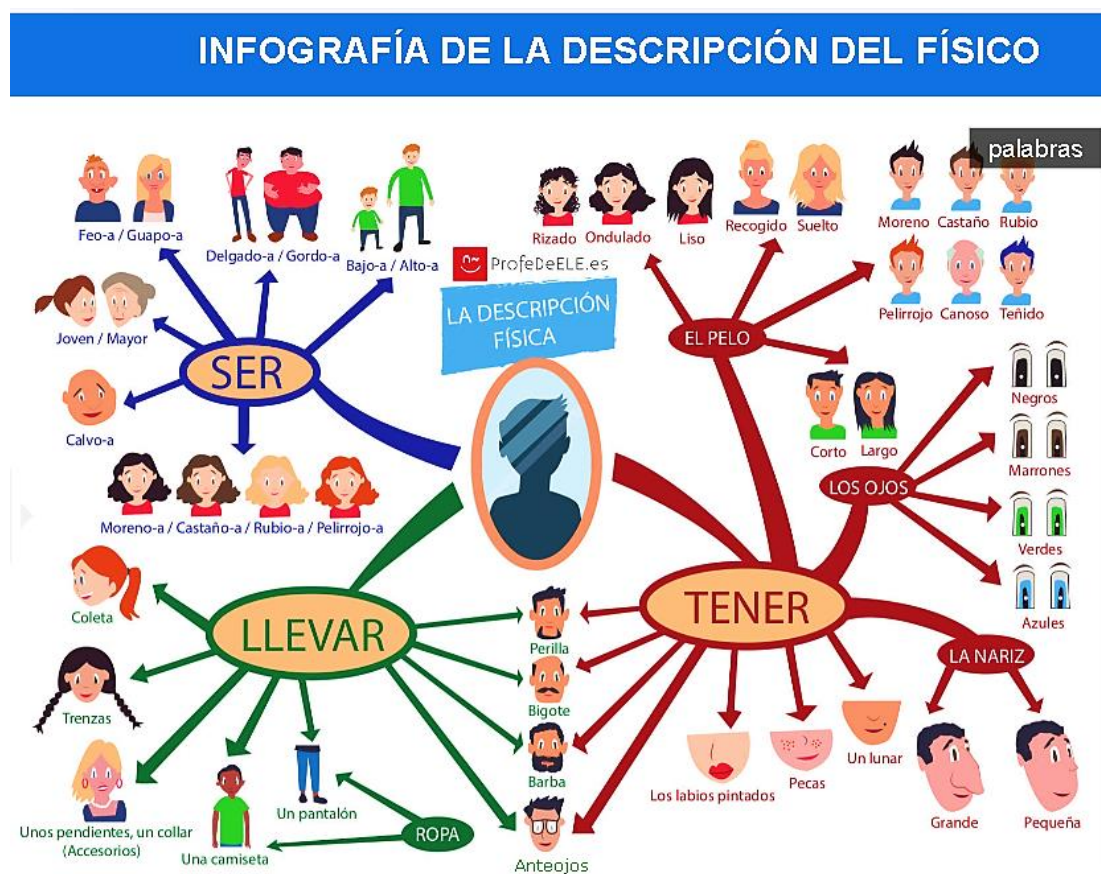 INFOGRAFÍA DE LA DESCRIPCIÓN DEL FÍSICO
palabras
Feo-a / Guapo-a
Delgado-a / Gordo-a
Bajo-a / Alto-a
Joven / Mayor
SER
Calvo-a
Moreno-a / Castaño-a / Rubio-a / Pelirrojo-a
ProfeDeELE.es
LA DESCRIPCIÓN
FÍSICA
Rizado
Ondulado
Liso
Recogido
Suelto
Moreno
Castaño
Rubio
Pelirrojo
Canoso
Teñido
EL PELO
Corto
Largo
LOS OJOS
Negros
Marrones
Verdes
Azules
TENER
LA NARIZ
Grande
Pequeña
Un lunar
Pecas
Los labios pintados
LLEVAR
Coleta
Trenzas
Unos pendientes, un collar
(Accesorios)
Una camiseta
Un pantalón
ROPA
Perilla
Bigote
Barba
Anteojos